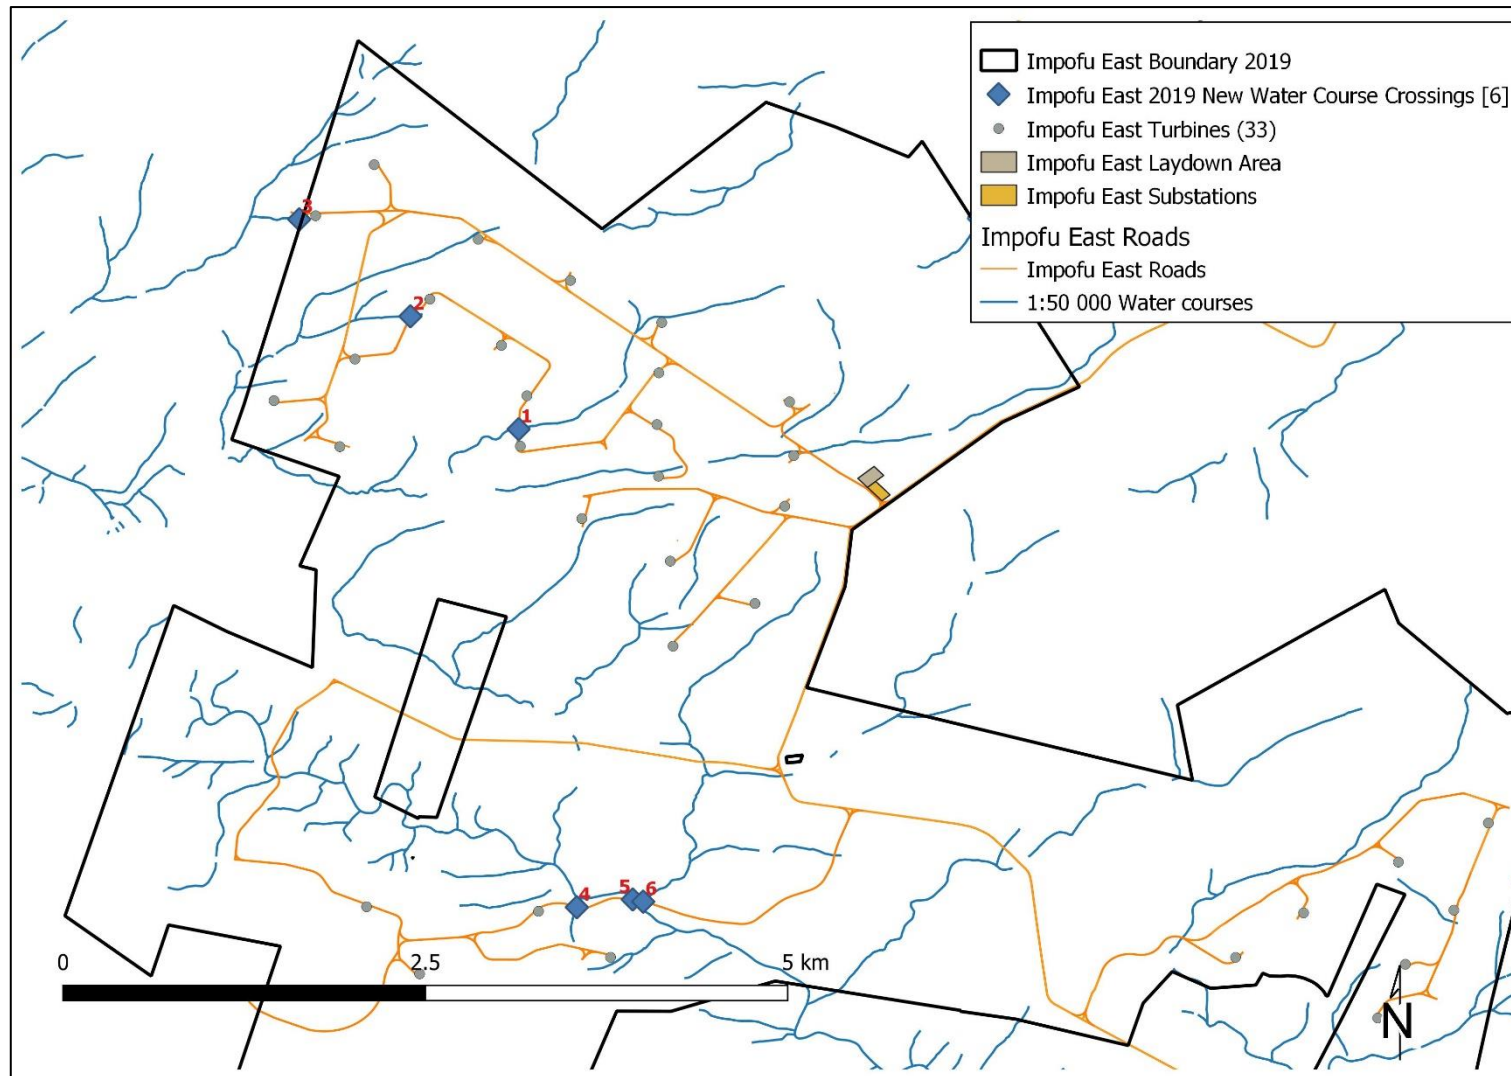 Impofu East Boundary 2019
Impofu East 2019 New Water Course Crossings [6]
Impofu East Turbines (33)
Impofu East Laydown Area
Impofu East Substations
Impofu East Roads
Impofu East Roads
1:50 000 Water courses
3
2
1
4
5
6
0
2.5
5 km
N